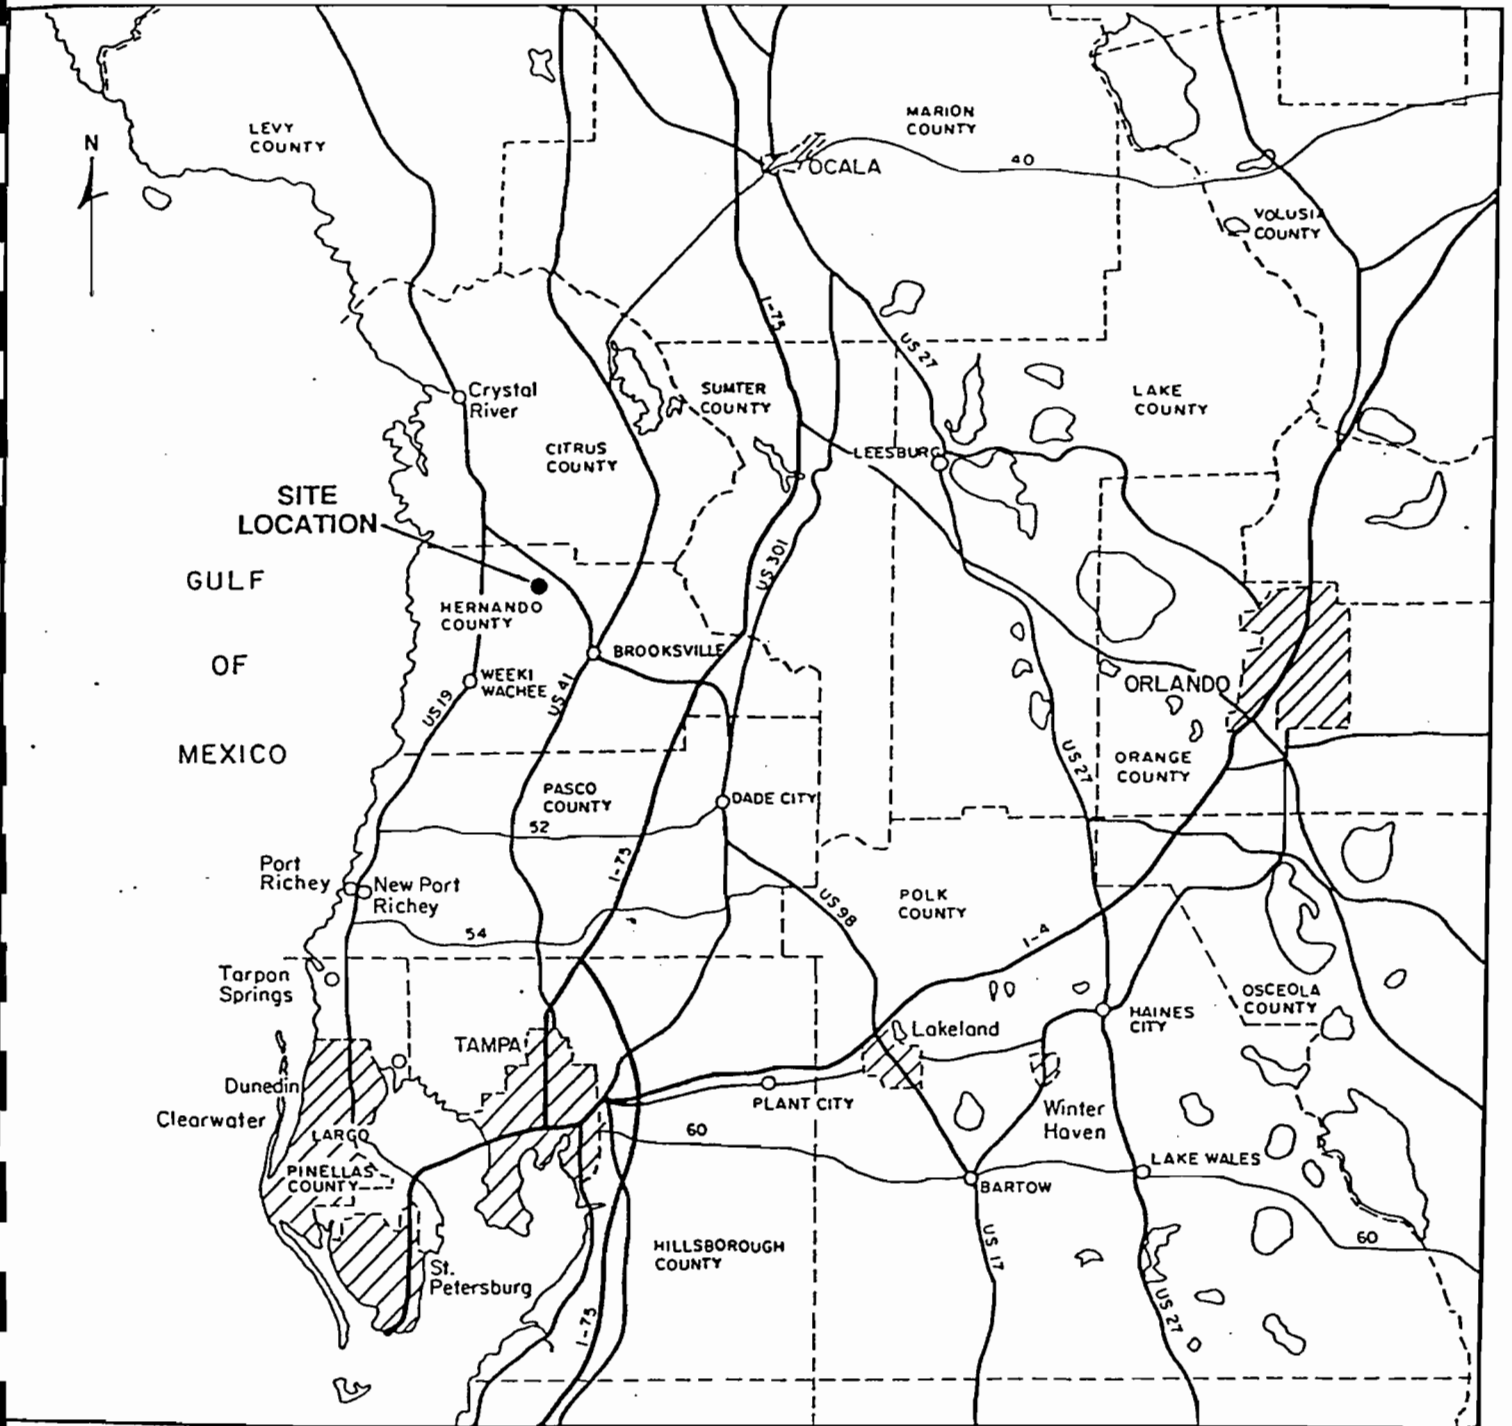 LEVY
COUNTY
MARION
COUNTY
N
OCALA
40
VOLUSIA
COUNTY
I-75
US 27
Crystal
River
SUMTER
COUNTY
LAKE
COUNTY
CITRUS
COUNTY
LEESBURG
SITE
LOCATION
US 301
GULF
OF
MEXICO
HERNANDO
COUNTY
BROOKSVILLE
WEEKI
WACHEE
US 19
US 41
ORLANDO
US 27
ORANGE
COUNTY
PASCO
COUNTY
DADE CITY
52
Port
Richey
New Port
Richey
I-75
US 98
POLK
COUNTY
54
I-4
Tarpon
Springs
OSCEOLA
COUNTY
HAINES
CITY
TAMPA
Lakeland
Dunedin
Clearwater
PLANT CITY
Winter
Haven
LARGO
60
PINELLAS
COUNTY
LAKE WALES
BARTOW
HILLSBOROUGH
COUNTY
US 17
60
St.
Petersburg
I-75
US 27